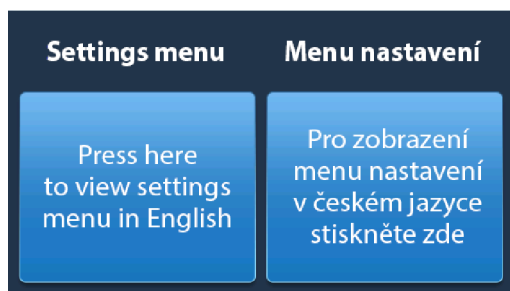 Settings menu
Menu nastavení
Press here
to view settings
menu in English
Pro zobrazení
menu nastavení
v českém jazyce
stiskněte zde